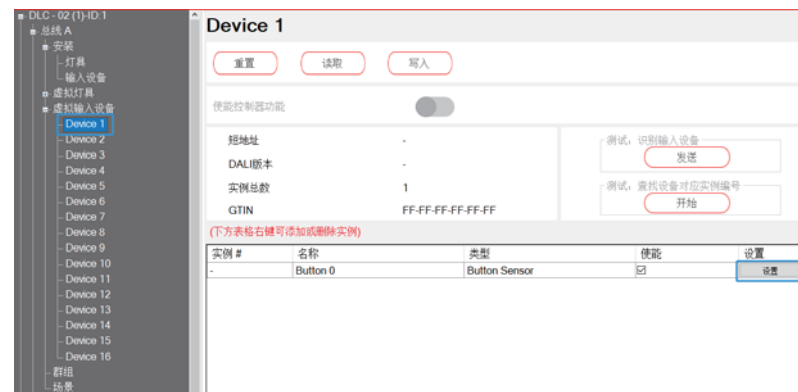 DLC - 02 (1)-ID:1
总线 A
安装
灯具
输入设备
虚拟灯具
虚拟输入设备
Device 1
Device 2
Device 3
Device 4
Device 5
Device 6
Device 7
Device 8
Device 9
Device 10
Device 11
Device 12
Device 13
Device 14
Device 15
Device 16
群组
场景
Device 1
重置 读取 写入
使能控制器功能
短地址 -
DALI版本 -
实例总数 1
GTIN FF-FF-FF-FF-FF-FF
测试，识别输入设备
发送
测试，查找设备对应实例编号
开始
(下方表格右键可添加或删除实例)
实例 # 名称 类型 使能 设置
- Button 0 Button Sensor 设置